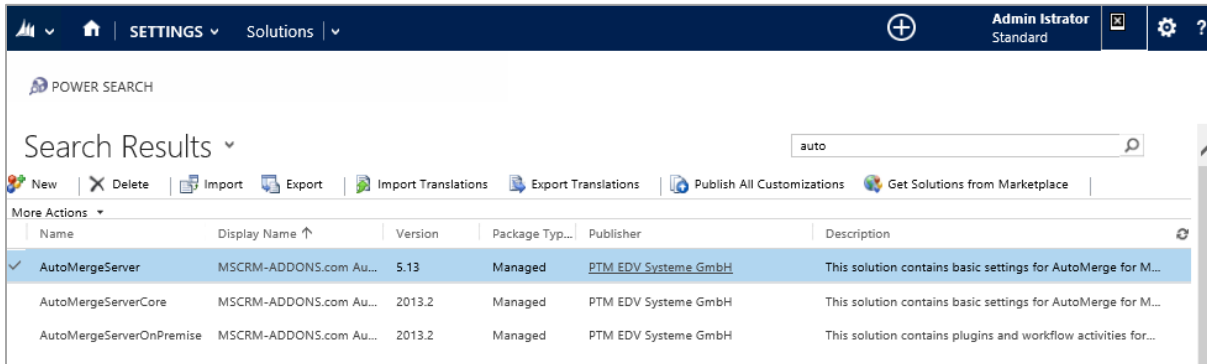 SETTINGS Solutions Admin Istrator
Standard ?
POWER SEARCH
Search Results auto
New Delete Import Export Import Translations Export Translations Publish All Customizations Get Solutions from Marketplace
More Actions
Name Display Name ↑ Version Package Typ... Publisher Description
AutoMergeServer MSCRM-ADDONS.com Au... 5.13 Managed PTM EDV Systeme GmbH This solution contains basic settings for AutoMerge for M...
AutoMergeServerCore MSCRM-ADDONS.com Au... 2013.2 Managed PTM EDV Systeme GmbH This solution contains basic settings for AutoMerge for M...
AutoMergeServerOnPremise MSCRM-ADDONS.com Au... 2013.2 Managed PTM EDV Systeme GmbH This solution contains plugins and workflow activities for...